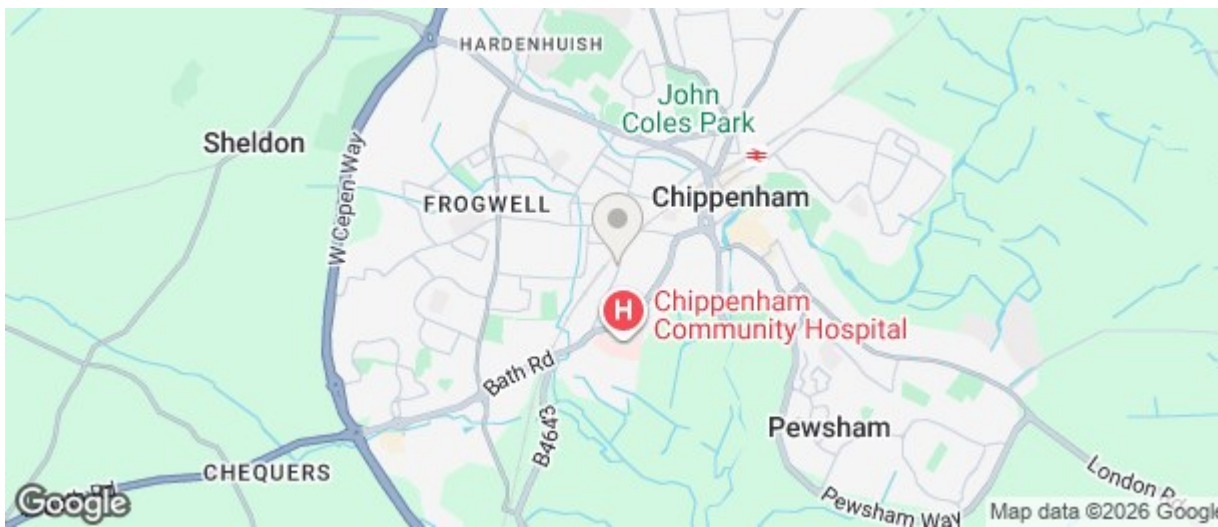 HARDENHUISH
John
Coles Park
Sheldon
W Cepen Way
FROGWELL
Chippenham
H
Chippenham
Community Hospital
Bath Rd
B4643
Pewsham
CHEQUERS
London
Pewsham Way
Google
Map data ©2026 Google